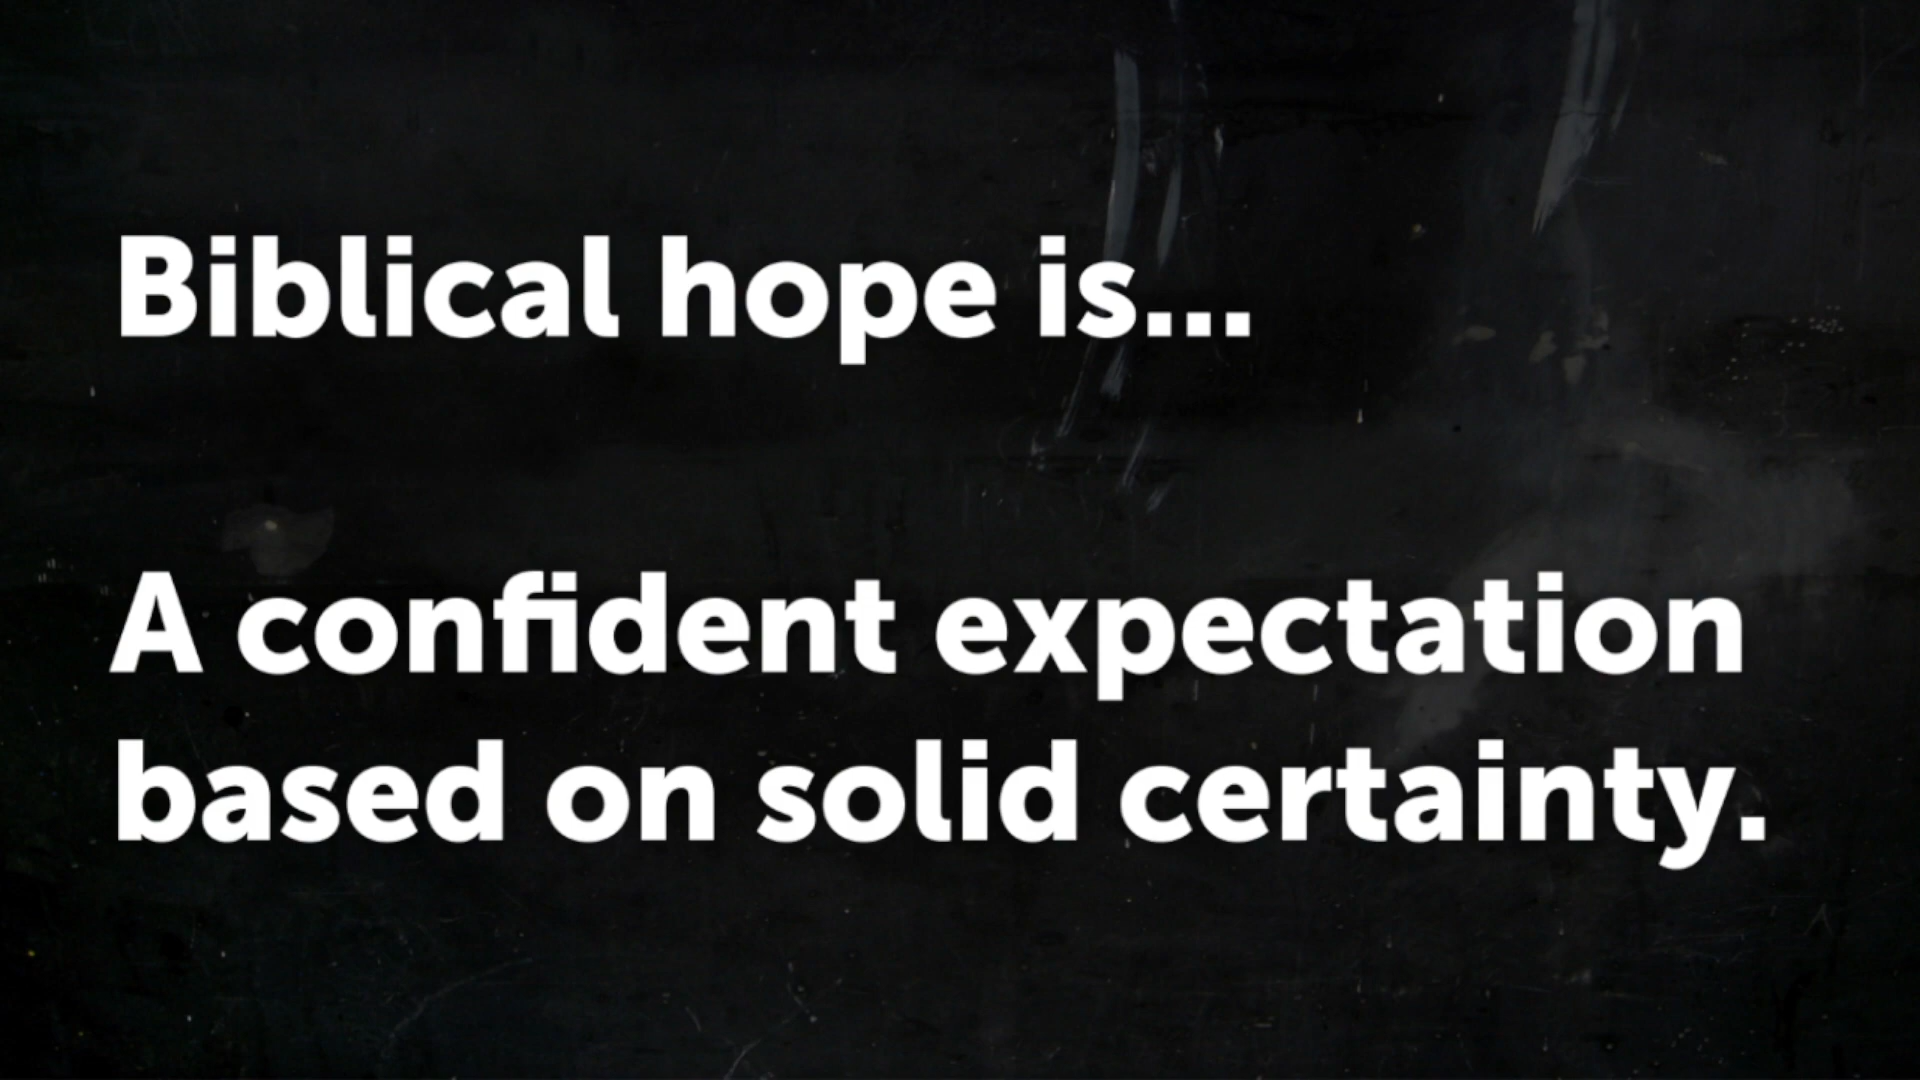 Biblical hope is...
A confident expectation
based on solid certainty.